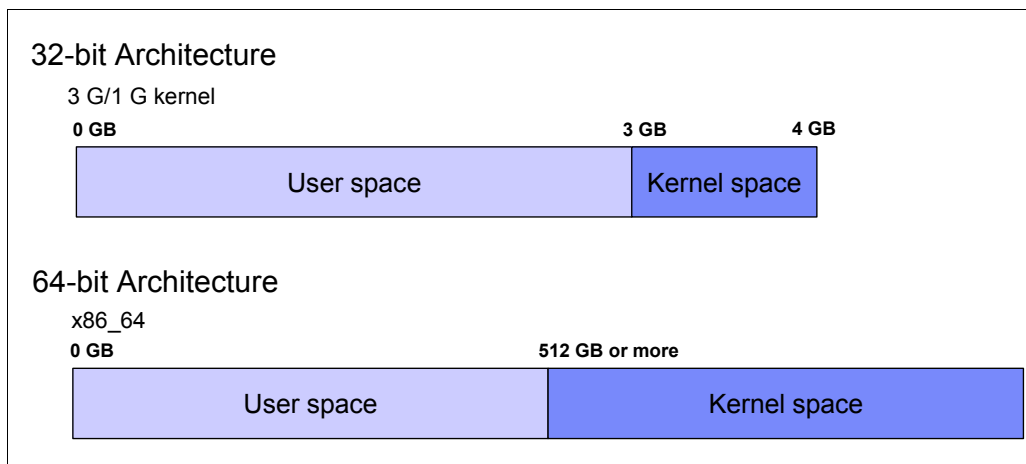 32-bit Architecture
3 G/1 G kernel
0 GB 3 GB 4 GB
User space Kernel space
64-bit Architecture
x86_64
0 GB 512 GB or more
User space Kernel space